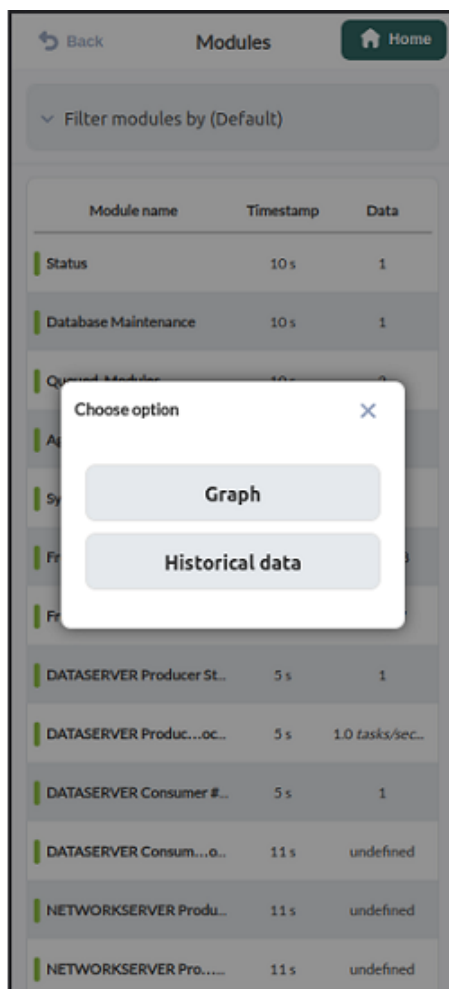 Back Modules Home
Filter modules by (Default)
Module name Timestamp Data
Status 10 s 1
Database Maintenance 10 s 1
Choose option
Graph
Historical data
DATASERVER Producer St... 5 s 1
DATASERVER Produc...oc... 5 s 1.0 tasks/sec...
DATASERVER Consumer #... 5 s 1
DATASERVER Consum...o... 11 s undefined
NETWORKSERVER Produ... 11 s undefined
NETWORKSERVER Pro...... 11 s undefined